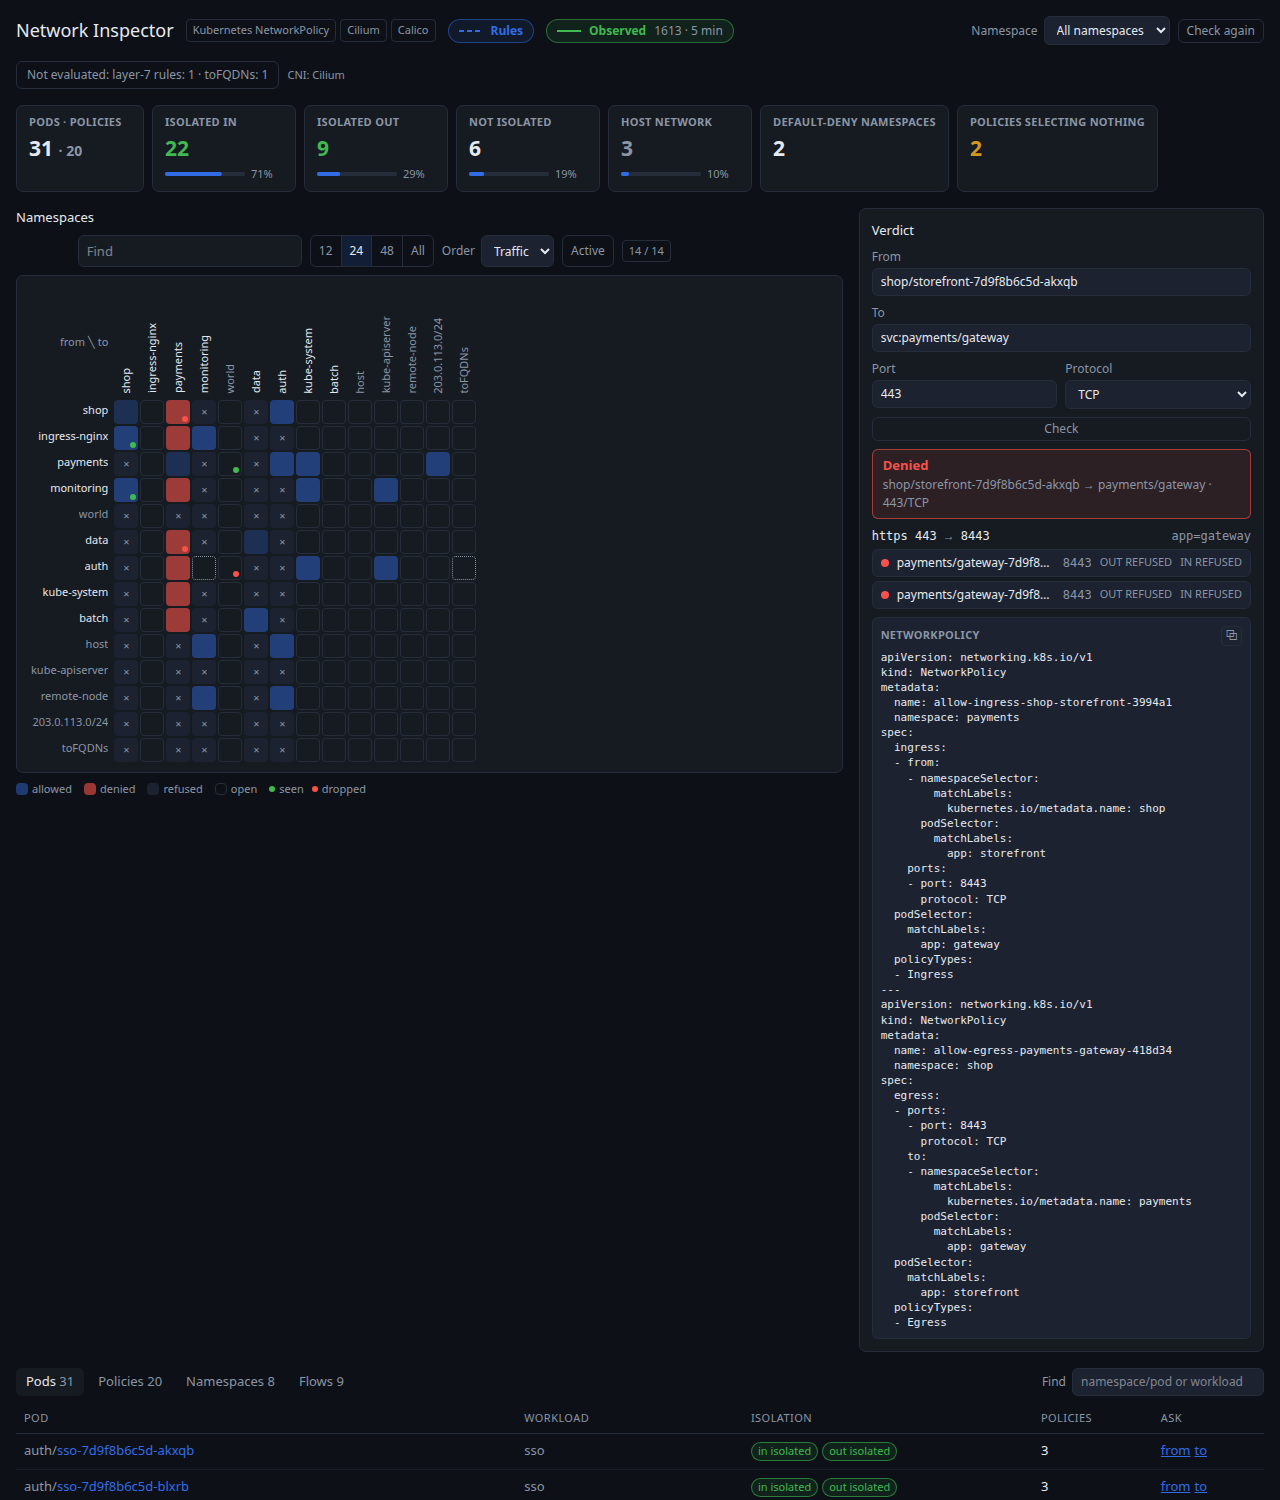 Network Inspector
Kubernetes NetworkPolicy Cilium Calico Rules Observed 1613 · 5 min Namespace All namespaces Check again
Not evaluated: layer-7 rules: 1 · toFQDNs: 1 CNI: Cilium
PODS · POLICIES
31 · 20
ISOLATED IN
22
71%
ISOLATED OUT
9
29%
NOT ISOLATED
6
19%
HOST NETWORK
3
10%
DEFAULT-DENY NAMESPACES
2
POLICIES SELECTING NOTHING
2
Namespaces
Find 12 24 48 All Order Traffic Active 14 / 14
from ╲ to
shop
ingress-nginx
payments
monitoring
world
data
auth
kube-system
batch
host
kube-apiserver
remote-node
203.0.113.0/24
toFQDNs
shop × ×
ingress-nginx × ×
payments × × ×
monitoring × × ×
world × × × × ×
data × × ×
auth × × ×
kube-system × × × ×
batch × × ×
host × × ×
kube-apiserver × × × × ×
remote-node × × ×
203.0.113.0/24 × × × × ×
toFQDNs × × × × ×
allowed denied refused open seen dropped
Verdict
From
shop/storefront-7d9f8b6c5d-akxqb
To
svc:payments/gateway
Port Protocol
443 TCP
Check
Denied
shop/storefront-7d9f8b6c5d-akxqb → payments/gateway ·
443/TCP
https 443 → 8443 app=gateway
payments/gateway-7d9f8... 8443 OUT REFUSED IN REFUSED
payments/gateway-7d9f8... 8443 OUT REFUSED IN REFUSED
NETWORKPOLICY
apiVersion: networking.k8s.io/v1
kind: NetworkPolicy
metadata:
  name: allow-ingress-shop-storefront-3994a1
  namespace: payments
spec:
  ingress:
  - from:
    - namespaceSelector:
        matchLabels:
          kubernetes.io/metadata.name: shop
      podSelector:
        matchLabels:
          app: storefront
    ports:
    - port: 8443
      protocol: TCP
  podSelector:
    matchLabels:
      app: gateway
  policyTypes:
  - Ingress
---
apiVersion: networking.k8s.io/v1
kind: NetworkPolicy
metadata:
  name: allow-egress-payments-gateway-418d34
  namespace: shop
spec:
  egress:
  - ports:
    - port: 8443
      protocol: TCP
    to:
    - namespaceSelector:
        matchLabels:
          kubernetes.io/metadata.name: payments
      podSelector:
        matchLabels:
          app: gateway
  podSelector:
    matchLabels:
      app: storefront
  policyTypes:
  - Egress
Pods 31 Policies 20 Namespaces 8 Flows 9 Find namespace/pod or workload
POD WORKLOAD ISOLATION POLICIES ASK
auth/sso-7d9f8b6c5d-akxqb sso in isolated out isolated 3 from to
auth/sso-7d9f8b6c5d-blxrb sso in isolated out isolated 3 from to